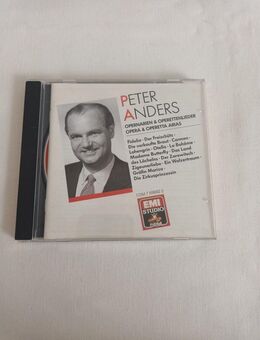 PETER
ANDERS
OPERNARIEN & OPERETTENLIEDER
OPERA & OPERETTA ARIAS
Fidelio · Der Freischütz
Die verkaufte Braut · Carmen ·
Lohengrin · Otello · La Bohème
Madama Butterfly · Das Land
des Lächelns · Der Zarewitsch ·
Zigeunerliebe · Ein Walzertraum ·
Gräfin Mariza ·
Die Zirkusprinzessin
EMI
STUDIO